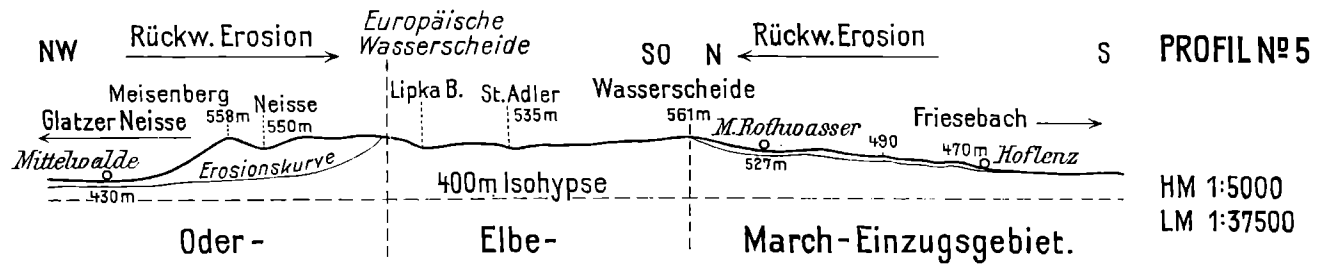 Europäische
Wasserscheide
NW Rückw. Erosion SO N Rückw. Erosion S PROFIL Nº 5
Meisenberg Neisse Lipka B. St. Adler Wasserscheide
558m 550m 535m 561m
Glatzer Neisse M. Rothwasser Friesebach
Mittelwalde Erosionskurve 527m 490 470m Hoflenz
430m 400m Isohypse
HM 1:5000
LM 1:37500
Oder- Elbe- March-Einzugsgebiet.